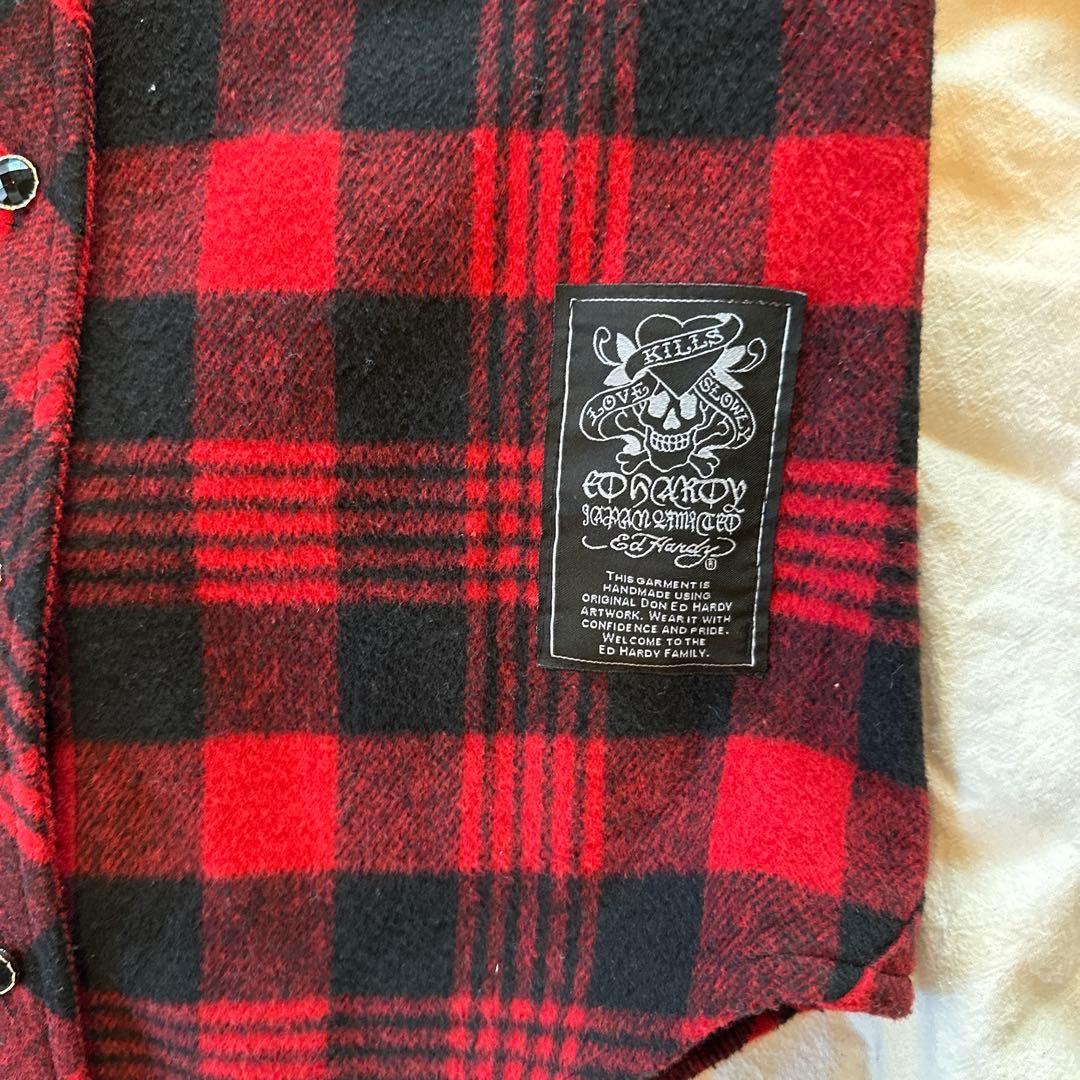 KILLS
LOVE SLOWLY
ED HARDY
JAPAN LIMITED
Ed Hardy®
THIS GARMENT IS
HANDMADE USING
ORIGINAL DON ED HARDY
ARTWORK. WEAR IT WITH
CONFIDENCE AND PRIDE.
WELCOME TO THE
ED HARDY FAMILY.